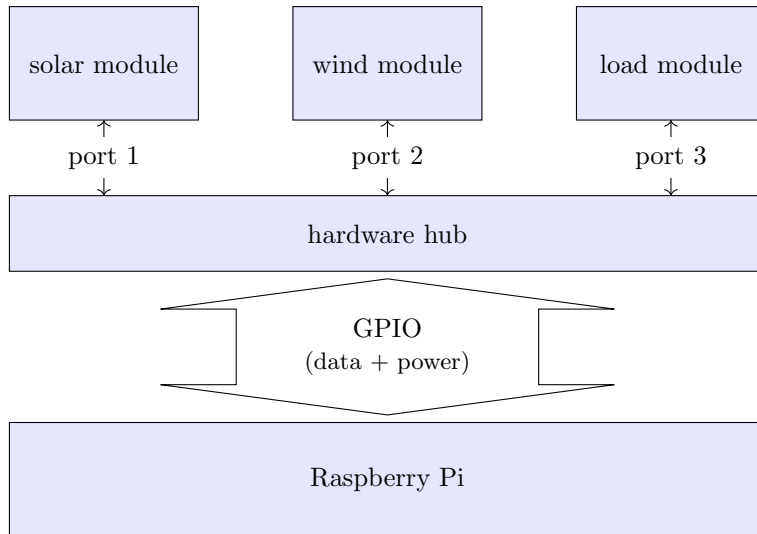 solar module
wind module
load module
port 1
port 2
port 3
hardware hub
GPIO
(data + power)
Raspberry Pi